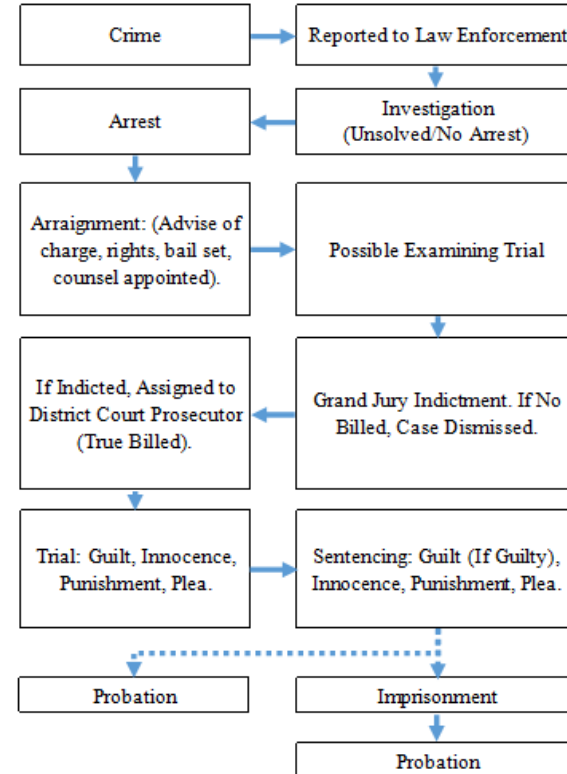 Crime
Reported to Law Enforcement
Investigation
(Unsolved/No Arrest)
Arrest
Arraignment: (Advise of
charge, rights, bail set,
counsel appointed).
Possible Examining Trial
Grand Jury Indictment. If No
Billed, Case Dismissed.
If Indicted, Assigned to
District Court Prosecutor
(True Billed).
Trial: Guilt, Innocence,
Punishment, Plea.
Sentencing: Guilt (If Guilty),
Innocence, Punishment, Plea.
Probation
Imprisonment
Probation